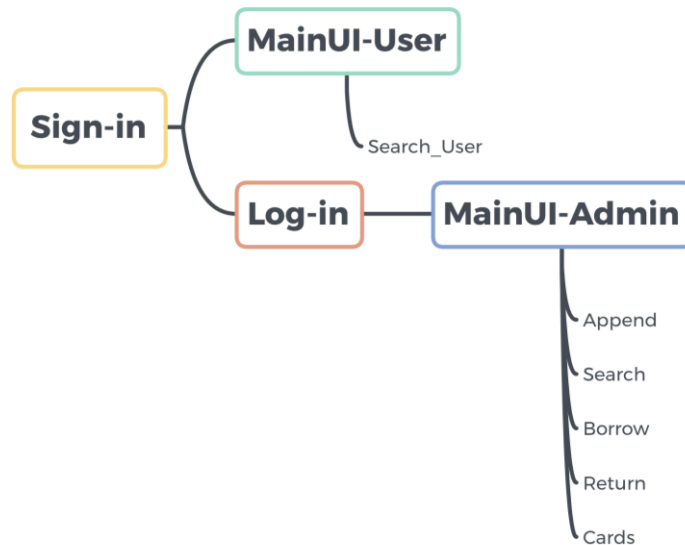 MainUI-User
Sign-in
Search_User
Log-in
MainUI-Admin
Append
Search
Borrow
Return
Cards